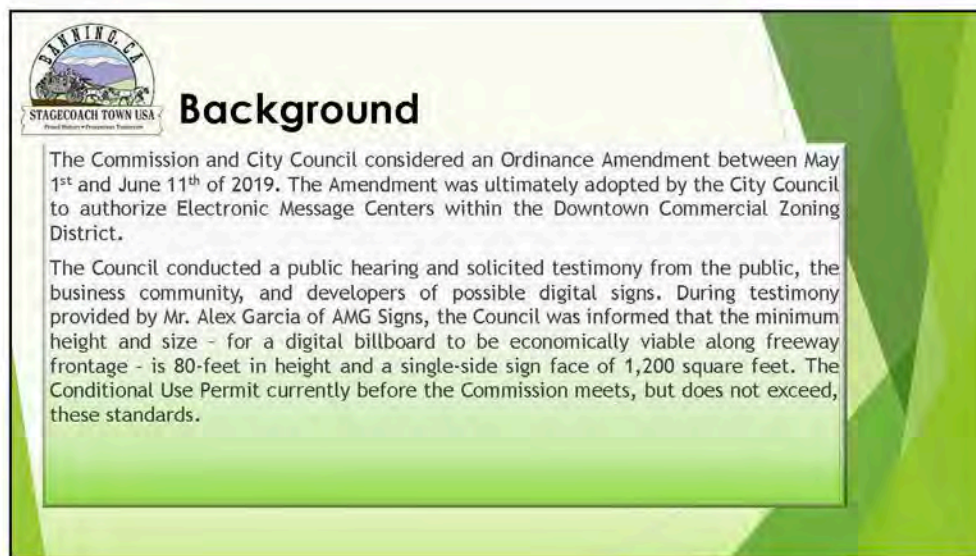 BANNING, CA
STAGECOACH TOWN USA
Proud History • Prosperous Tomorrow
Background
The Commission and City Council considered an Ordinance Amendment between May
1st and June 11th of 2019. The Amendment was ultimately adopted by the City Council
to authorize Electronic Message Centers within the Downtown Commercial Zoning
District.
The Council conducted a public hearing and solicited testimony from the public, the
business community, and developers of possible digital signs. During testimony
provided by Mr. Alex Garcia of AMG Signs, the Council was informed that the minimum
height and size – for a digital billboard to be economically viable along freeway
frontage – is 80-feet in height and a single-side sign face of 1,200 square feet. The
Conditional Use Permit currently before the Commission meets, but does not exceed,
these standards.